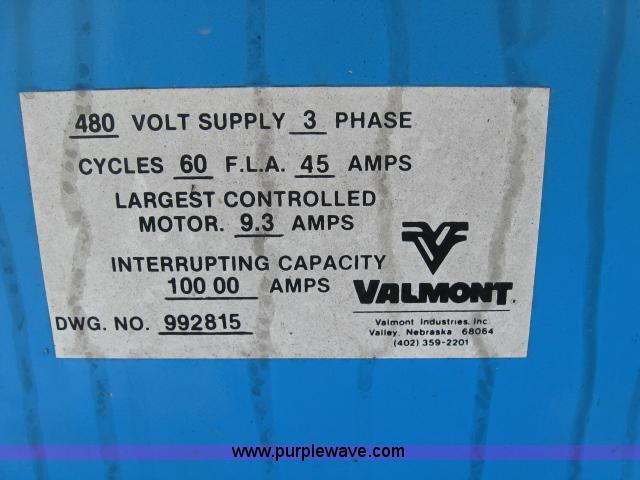 480 VOLT SUPPLY 3 PHASE
CYCLES 60 F.L.A. 45 AMPS
LARGEST CONTROLLED
MOTOR. 9.3 AMPS
INTERRUPTING CAPACITY
100 00 AMPS
DWG. NO. 992815
VALMONT
Valmont Industries, Inc.
Valley, Nebraska 68064
(402) 359-2201
www.purplewave.com